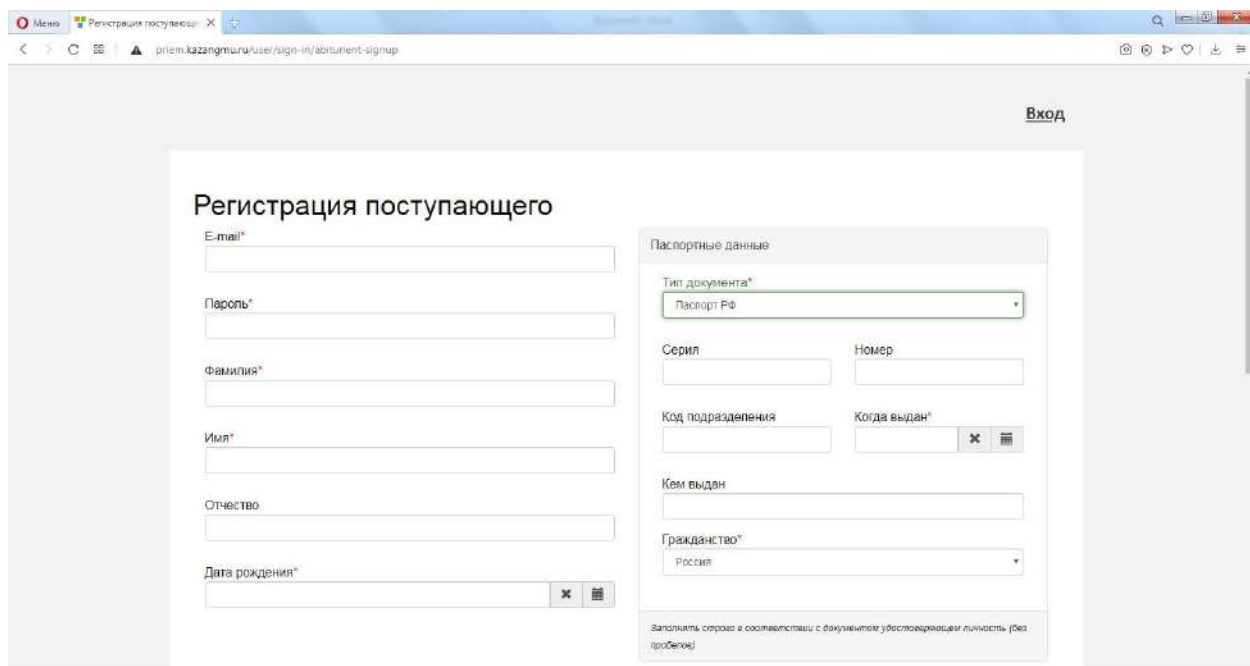 Меню
Регистрация поступающ
priem.kazangmu.ru/user/sign-in/abiturient-signup
Вход
Регистрация поступающего
E-mail*
Паспортные данные
Тип документа*
Паспорт РФ
Пароль*
Серия
Номер
Фамилия*
Код подразделения
Когда выдан*
Имя*
Кем выдан
Отчество
Гражданство*
Россия
Дата рождения*
Заполнять строго в соответствии с документом удостоверяющем личность (без
пробелов)